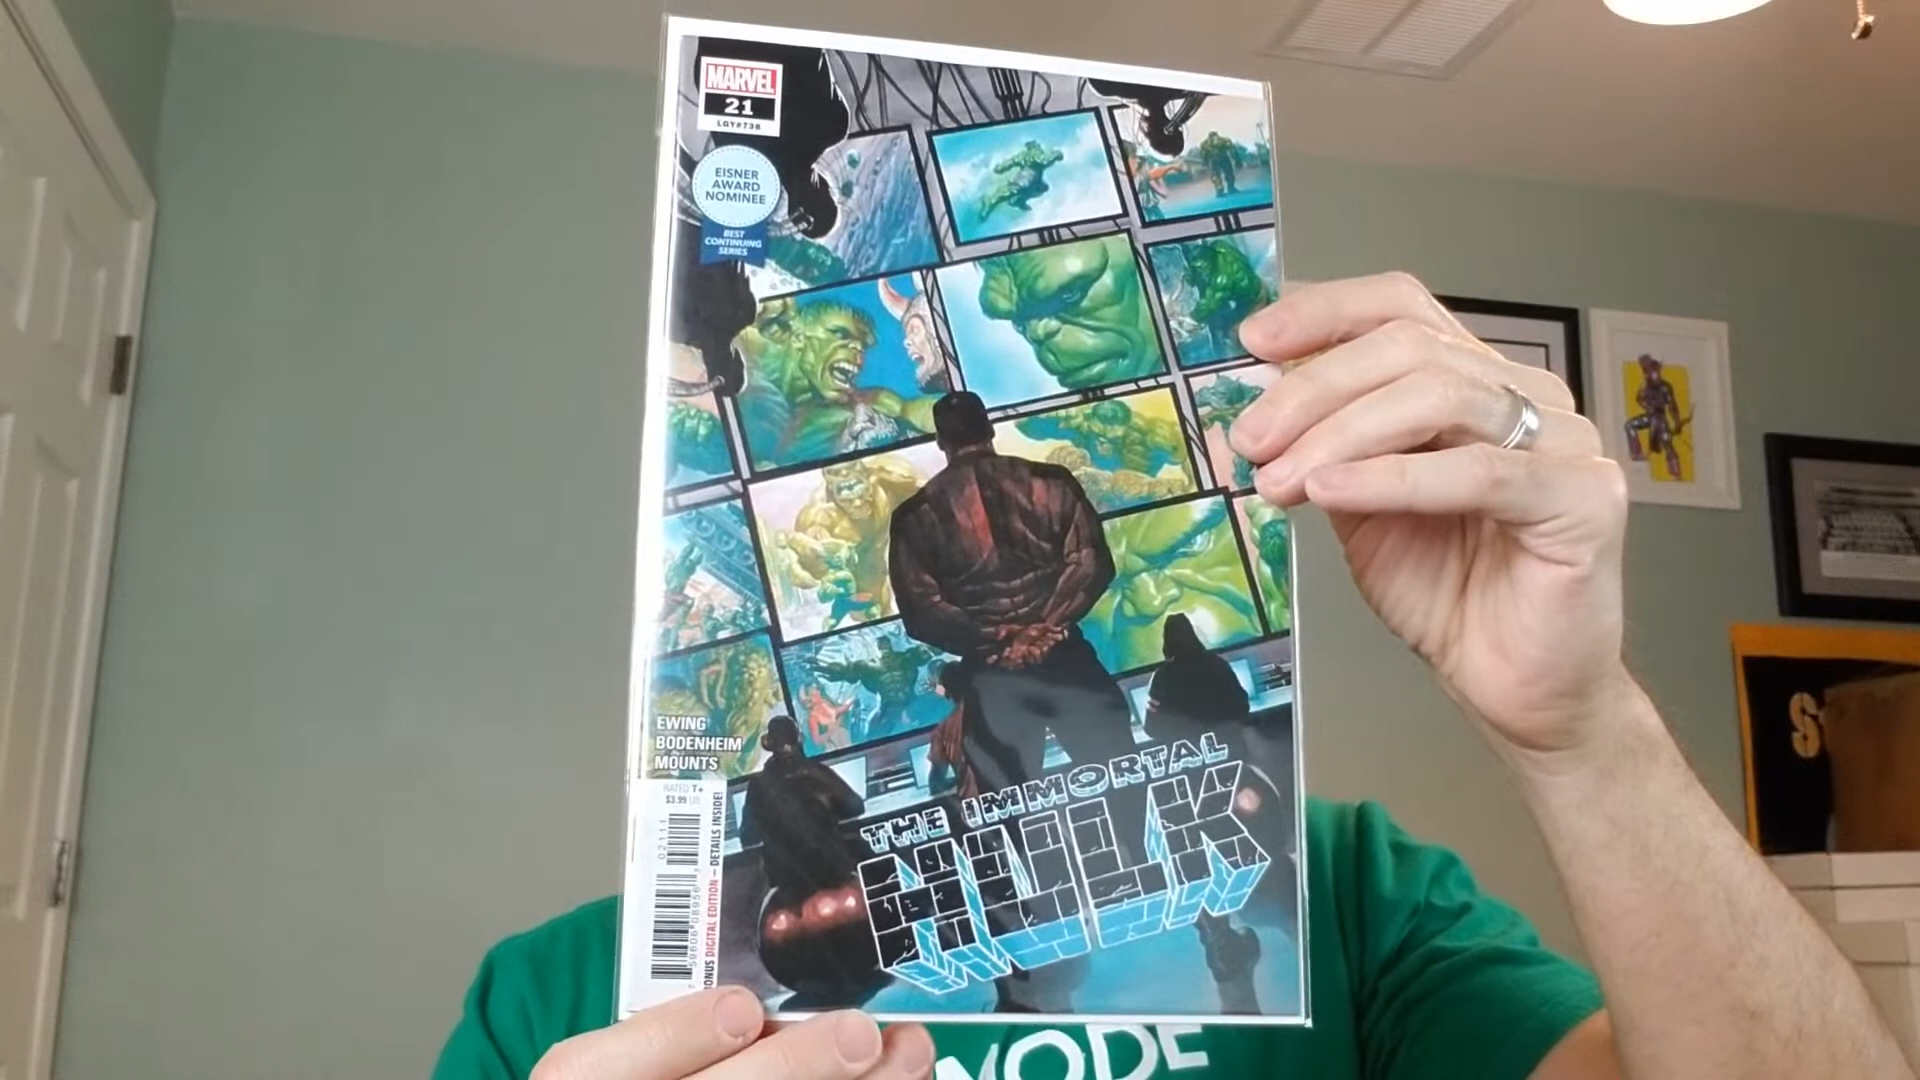 MARVEL
21
LGY#738
EISNER
AWARD
NOMINEE
BEST
CONTINUING
SERIES
EWING
BODENHEIM
MOUNTS
RATED T+
$3.99 US
02111
BONUS DIGITAL EDITION – DETAILS INSIDE!
THE IMMORTAL
HULK
MODE
S